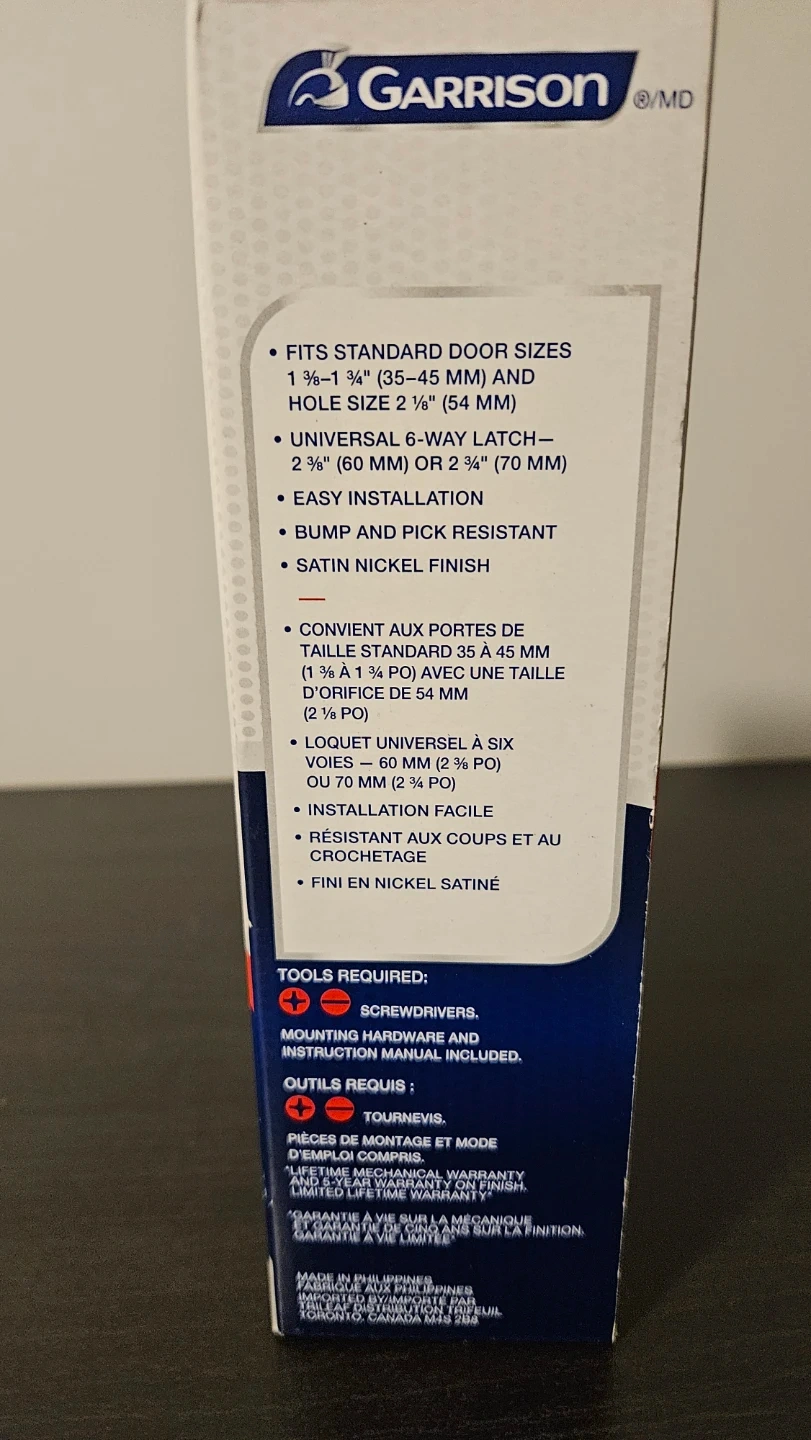 GARRISON ®/MD
• FITS STANDARD DOOR SIZES
1 ⅜–1 ¾" (35–45 MM) AND
HOLE SIZE 2 ⅛" (54 MM)
• UNIVERSAL 6-WAY LATCH—
2 ⅜" (60 MM) OR 2 ¾" (70 MM)
• EASY INSTALLATION
• BUMP AND PICK RESISTANT
• SATIN NICKEL FINISH
—
• CONVIENT AUX PORTES DE
TAILLE STANDARD 35 À 45 MM
(1 ⅜ À 1 ¾ PO) AVEC UNE TAILLE
D'ORIFICE DE 54 MM
(2 ⅛ PO)
• LOQUET UNIVERSEL À SIX
VOIES — 60 MM (2 ⅜ PO)
OU 70 MM (2 ¾ PO)
• INSTALLATION FACILE
• RÉSISTANT AUX COUPS ET AU
CROCHETAGE
• FINI EN NICKEL SATINÉ
TOOLS REQUIRED:
SCREWDRIVERS.
MOUNTING HARDWARE AND
INSTRUCTION MANUAL INCLUDED.
OUTILS REQUIS :
TOURNEVIS.
PIÈCES DE MONTAGE ET MODE
D'EMPLOI COMPRIS.
*LIFETIME MECHANICAL WARRANTY
AND 5-YEAR WARRANTY ON FINISH.
LIMITED LIFETIME WARRANTY*
*GARANTIE À VIE SUR LA MÉCANIQUE
ET GARANTIE DE CINQ ANS SUR LA FINITION.
GARANTIE À VIE LIMITÉE*
MADE IN PHILIPPINES
FABRIQUÉ AUX PHILIPPINES
IMPORTED BY/IMPORTÉ PAR
TRILEAF DISTRIBUTION TRIFEUIL
TORONTO, CANADA M4S 2B8